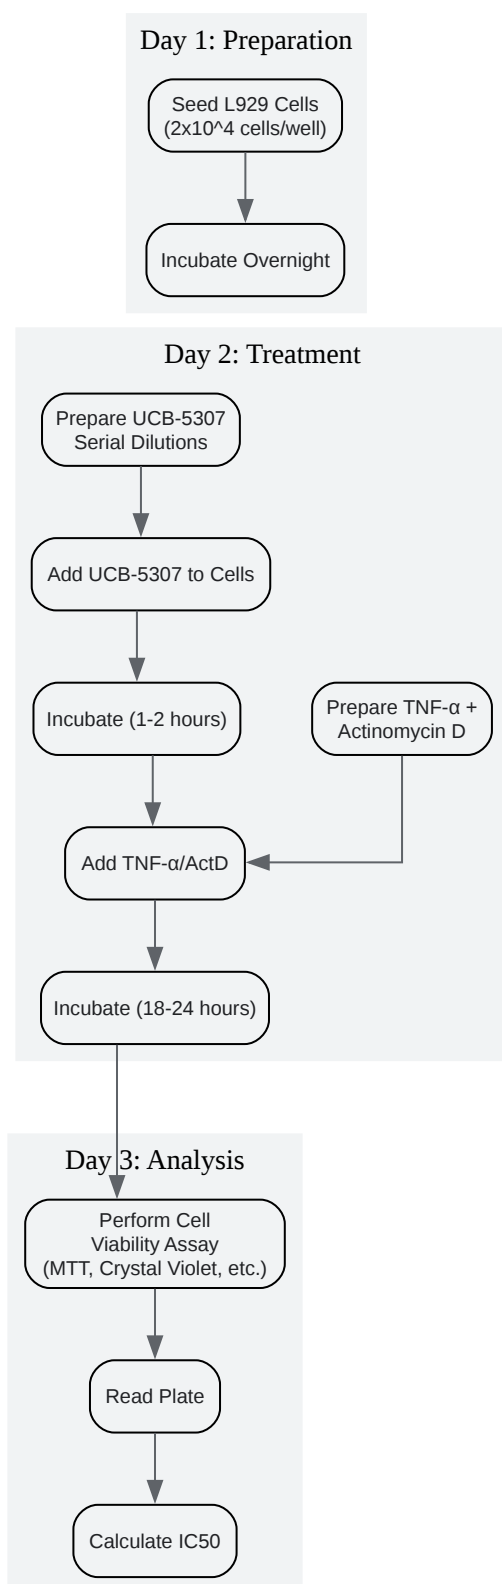 Day 1: Preparation
Seed L929 Cells
(2x10^4 cells/well)
Incubate Overnight
Day 2: Treatment
Prepare UCB-5307
Serial Dilutions
Add UCB-5307 to Cells
Incubate (1-2 hours)
Prepare TNF-α +
Actinomycin D
Add TNF-α/ActD
Incubate (18-24 hours)
Day 3: Analysis
Perform Cell
Viability Assay
(MTT, Crystal Violet, etc.)
Read Plate
Calculate IC50